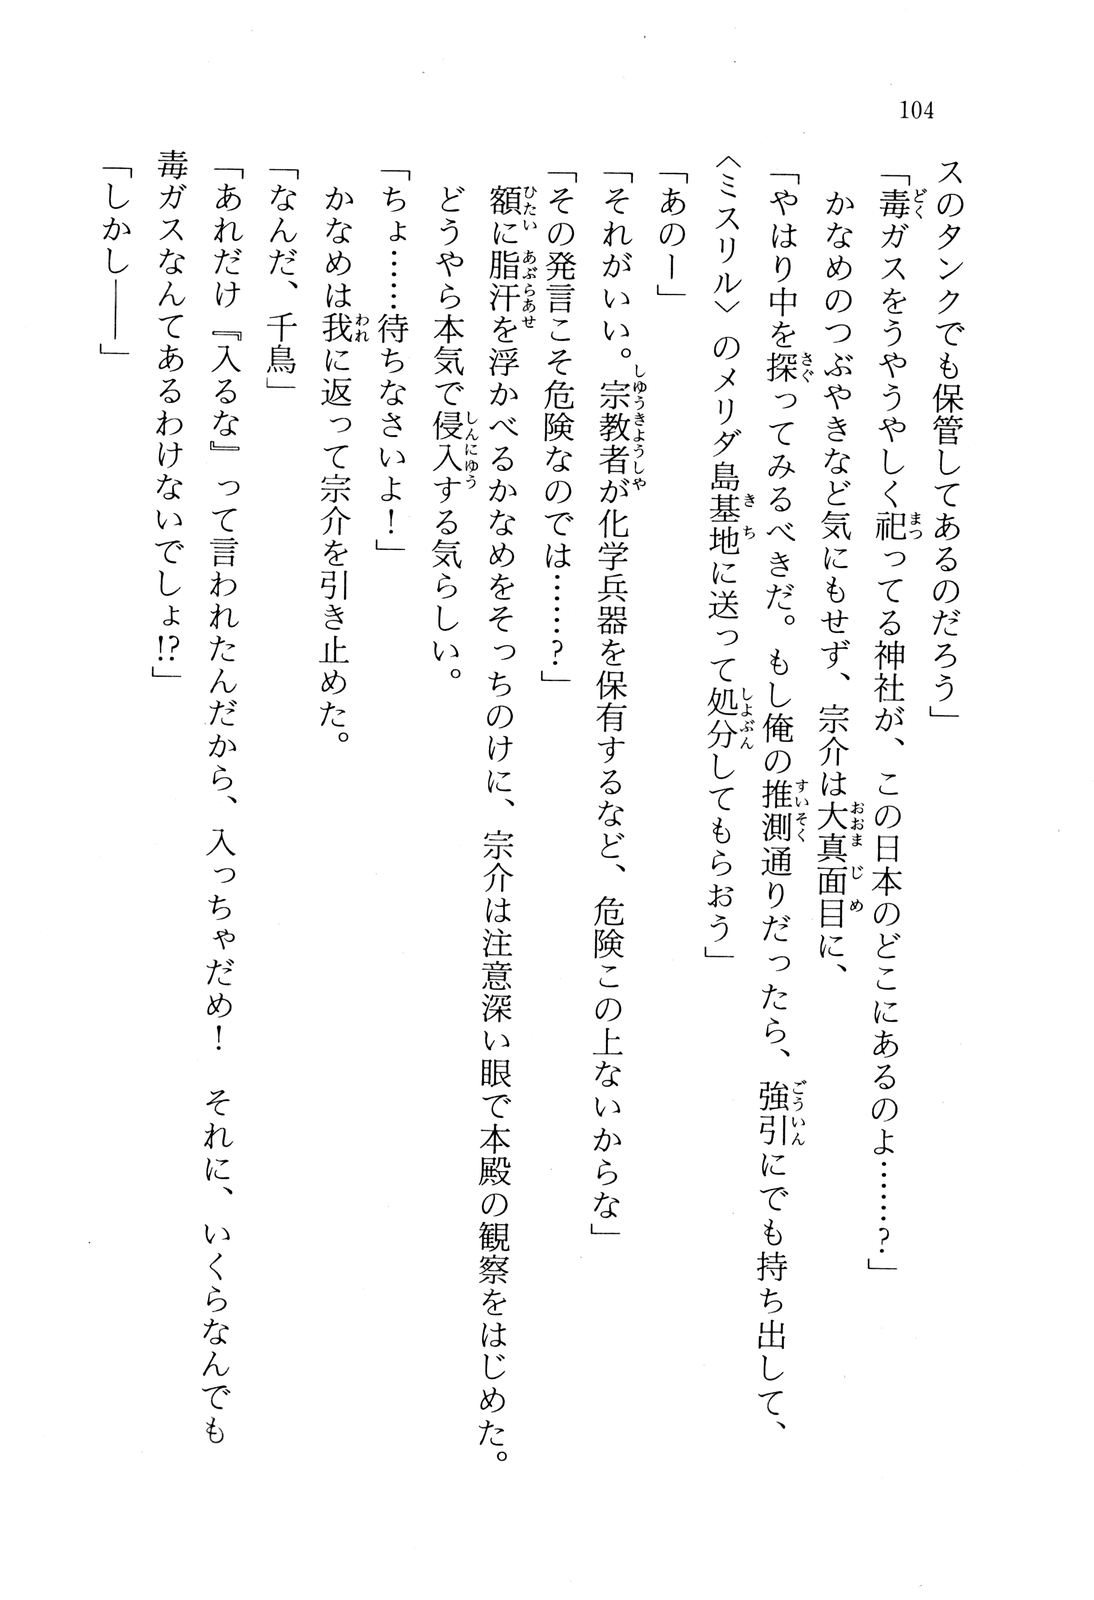 104
スのタンクでも保管してあるのだろう」
「毒ガスをうやうやしく祀ってる神社が、この日本のどこにあるのよ……?」
かなめのつぶやきなど気にもせず、宗介は大真面目に、
「やはり中を探ってみるべきだ。もし俺の推測通りだったら、強引にでも持ち出して、
〈ミスリル〉のメリダ島基地に送って処分してもらおう」
「あのー」
「それがいい。宗教者が化学兵器を保有するなど、危険この上ないからな」
「その発言こそ危険なのでは……?」
額に脂汗を浮かべるかなめをそっちのけに、宗介は注意深い眼で本殿の観察をはじめた。
どうやら本気で侵入する気らしい。
「ちょ……待ちなさいよ!」
かなめは我に返って宗介を引き止めた。
「なんだ、千鳥」
「あれだけ『入るな』って言われたんだから、入っちゃだめ! それに、いくらなんでも
毒ガスなんてあるわけないでしょ!?」
「しかし――」